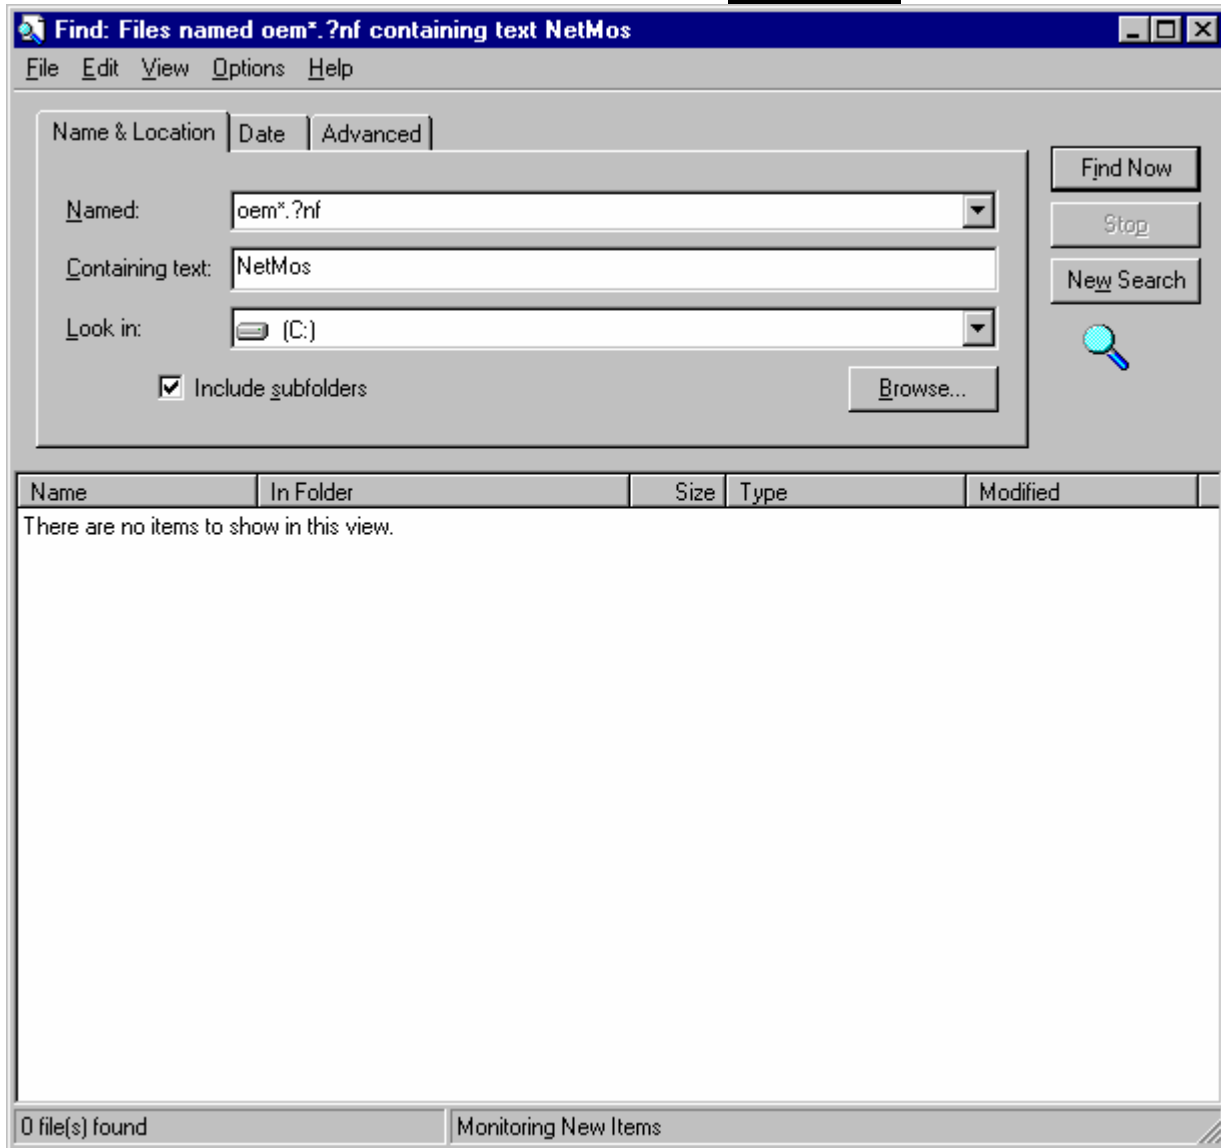 Find: Files named oem*.?nf containing text NetMos
File Edit View Options Help
Name & Location Date Advanced
Find Now
Named: oem*.?nf
Stop
Containing text: NetMos
New Search
Look in: (C:)
Include subfolders Browse...
Name In Folder Size Type Modified
There are no items to show in this view.
0 file(s) found Monitoring New Items